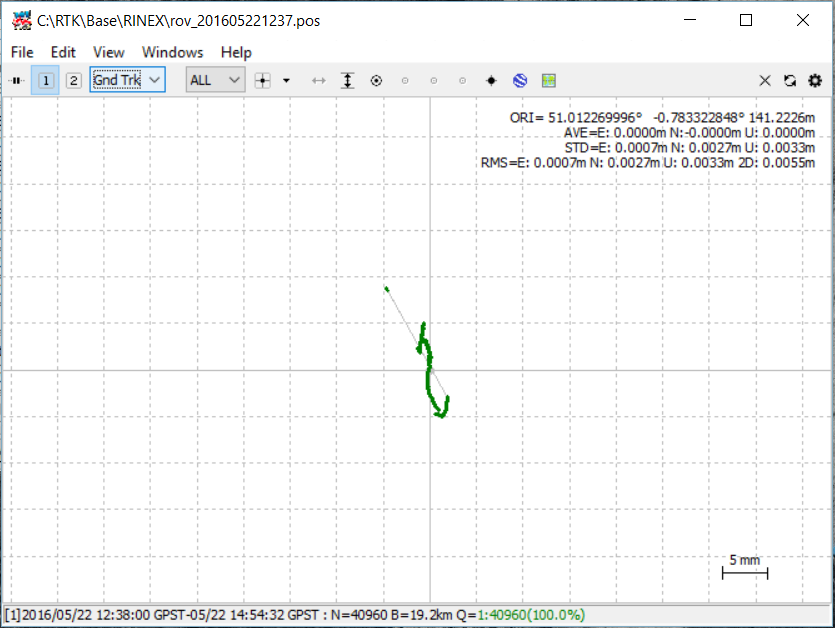 C:\RTK\Base\RINEX\rov_201605221237.pos
File Edit View Windows Help
1 2 Gnd Trk ALL
ORI= 51.012269996° -0.783322848° 141.2226m
AVE=E: 0.0000m N:-0.0000m U: 0.0000m
STD=E: 0.0007m N: 0.0027m U: 0.0033m
RMS=E: 0.0007m N: 0.0027m U: 0.0033m 2D: 0.0055m
5 mm
[1]2016/05/22 12:38:00 GPST-05/22 14:54:32 GPST : N=40960 B=19.2km Q=1:40960(100.0%)